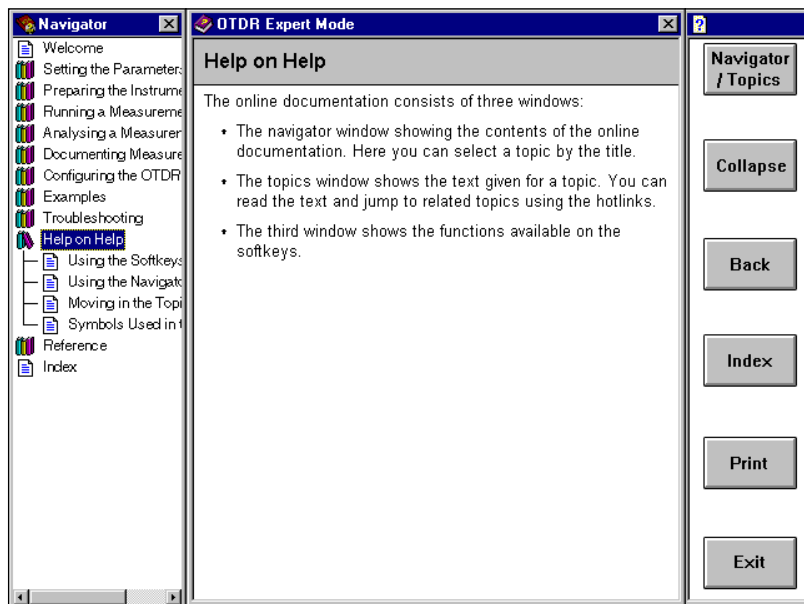 Navigator
Welcome
Setting the Parameter
Preparing the Instrume
Running a Measureme
Analysing a Measurer
Documenting Measure
Configuring the OTDR
Examples
Troubleshooting
Help on Help
Using the Softkeys
Using the Navigato
Moving in the Topi
Symbols Used in t
Reference
Index
OTDR Expert Mode
Help on Help
The online documentation consists of three windows:
The navigator window showing the contents of the online
documentation. Here you can select a topic by the title.
The topics window shows the text given for a topic. You can
read the text and jump to related topics using the hotlinks.
The third window shows the functions available on the
softkeys.
?
Navigator
/ Topics
Collapse
Back
Index
Print
Exit